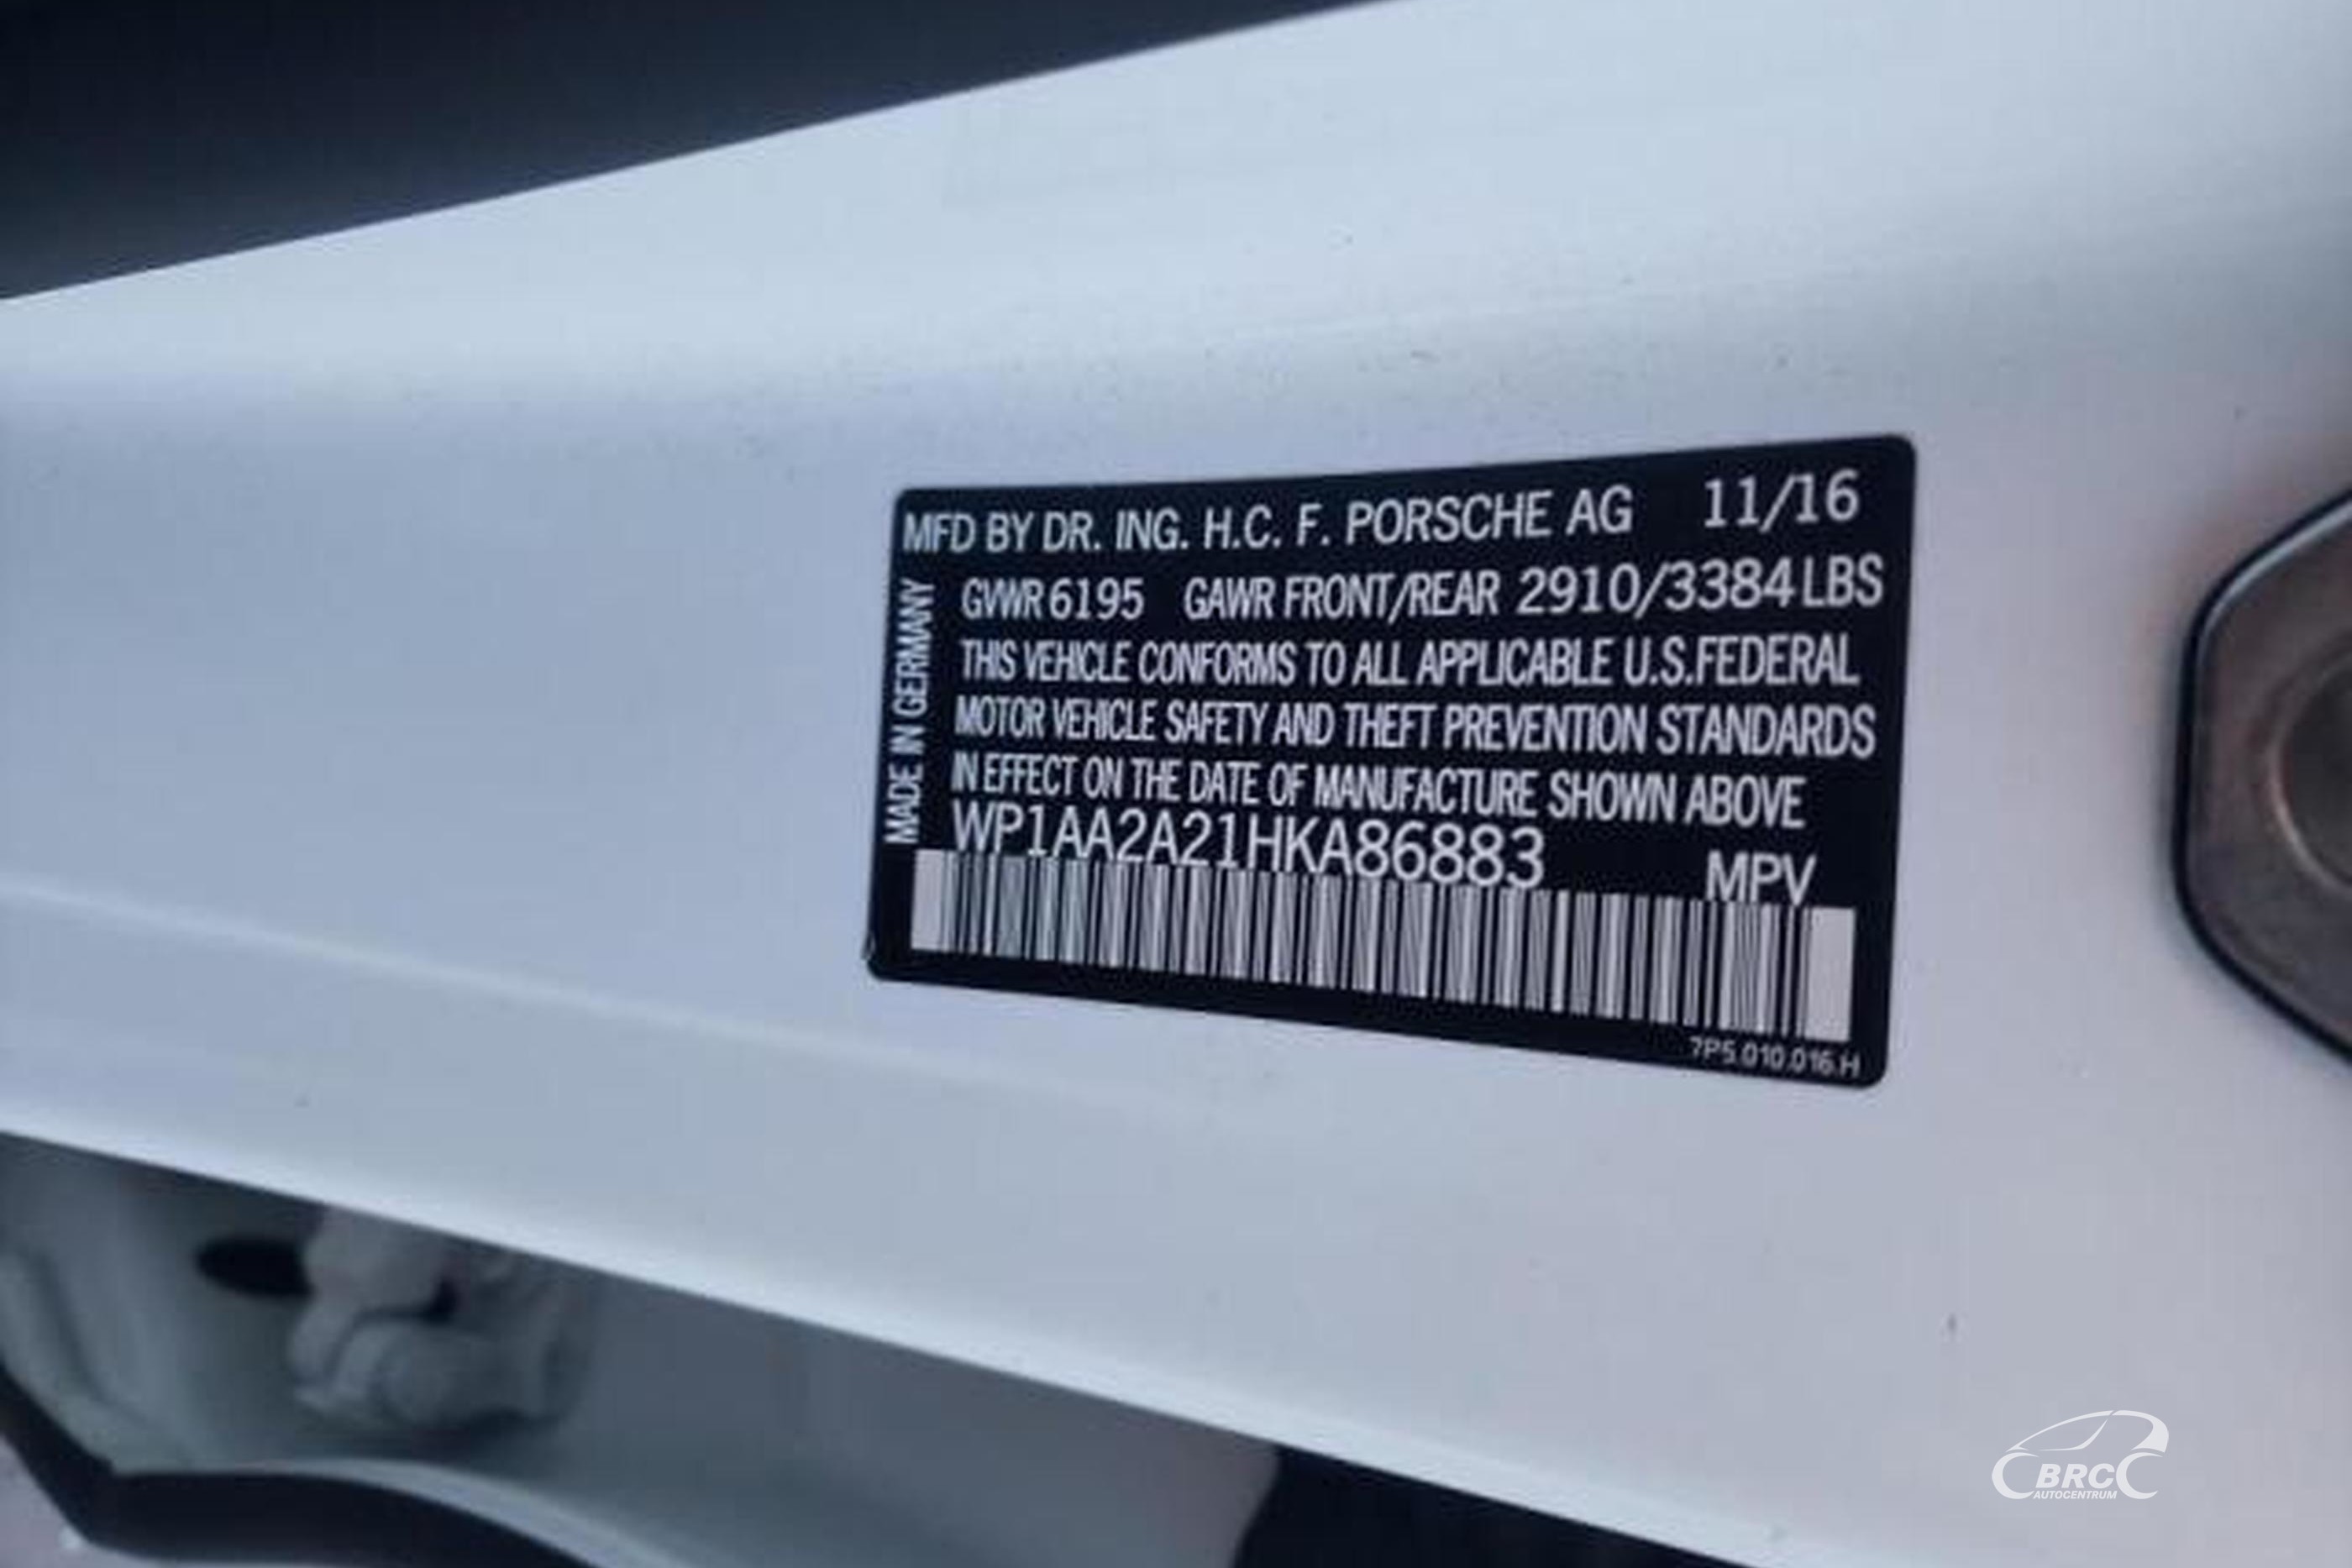 MFD BY DR. ING. H.C. F. PORSCHE AG 11/16
GVWR 6195 GAWR FRONT/REAR 2910/3384 LBS
THIS VEHICLE CONFORMS TO ALL APPLICABLE U.S.FEDERAL
MOTOR VEHICLE SAFETY AND THEFT PREVENTION STANDARDS
IN EFFECT ON THE DATE OF MANUFACTURE SHOWN ABOVE
WP1AA2A21HKA86883 MPV
7P5.010.016.H
MADE IN GERMANY
BRC
AUTOCENTRUM